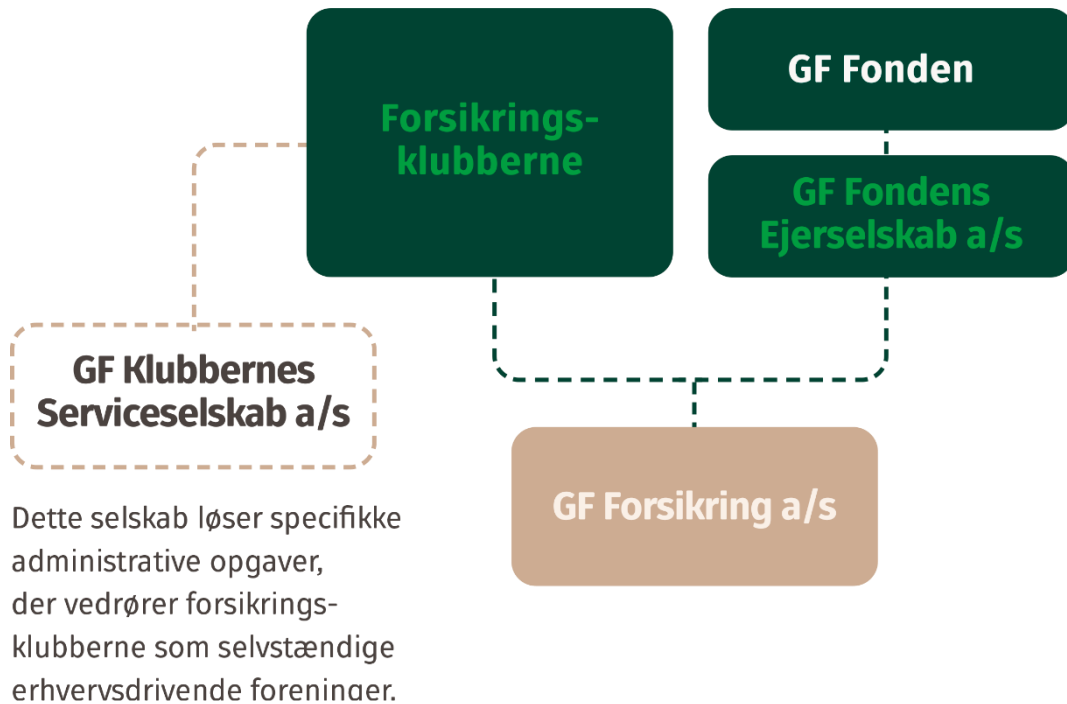 Forsikrings-
klubberne
GF Fonden
GF Fondens
Ejerselskab a/s
GF Klubbernes
Serviceselskab a/s
GF Forsikring a/s
Dette selskab løser specifikke
administrative opgaver,
der vedrører forsikrings-
klubberne som selvstændige
erhvervsdrivende foreninger.